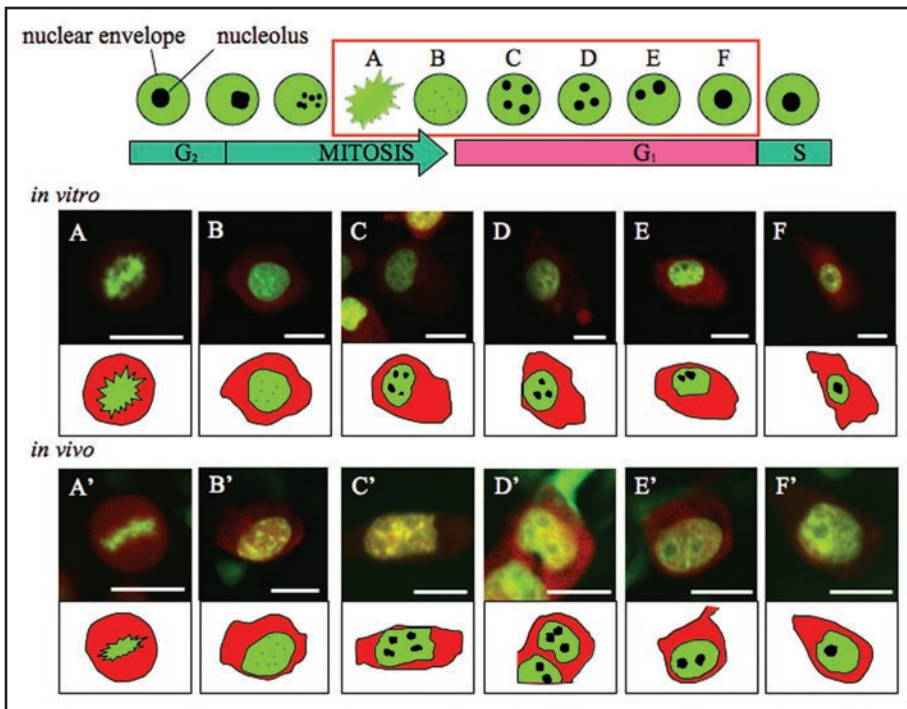 nuclear envelope nucleolus
A B C D E F
G₂ MITOSIS G₁ S
in vitro
A B C D E F
in vivo
A' B' C' D' E' F'